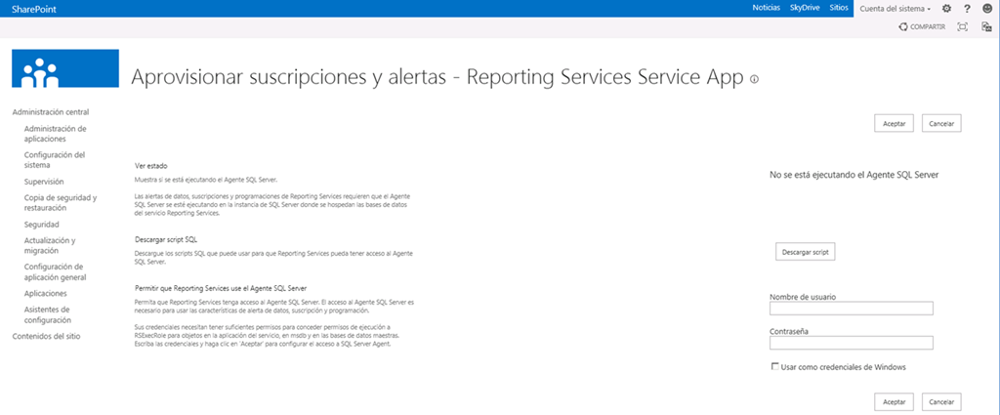 SharePoint
Noticias SkyDrive Sitios Cuenta del sistema ?
COMPARTIR
Aprovisionar suscripciones y alertas - Reporting Services Service App
Administración central
Administración de
aplicaciones
Configuración del
sistema
Supervisión
Copia de seguridad y
restauración
Seguridad
Actualización y
migración
Configuración de
aplicación general
Aplicaciones
Asistentes de
configuración
Contenidos del sitio
Aceptar Cancelar
Ver estado
Muestra si se está ejecutando el Agente SQL Server.
Las alertas de datos, suscripciones y programaciones de Reporting Services requieren que el Agente
SQL Server se esté ejecutando en la instancia de SQL Server donde se hospedan las bases de datos
del servicio Reporting Services.
No se está ejecutando el Agente SQL Server
Descargar script SQL
Descargue los scripts SQL que puede usar para que Reporting Services pueda tener acceso al Agente
SQL Server.
Descargar script
Permitir que Reporting Services use el Agente SQL Server
Permita que Reporting Services tenga acceso al Agente SQL Server. El acceso al Agente SQL Server es
necesario para usar las características de alerta de datos, suscripción y programación.
Sus credenciales necesitan tener suficientes permisos para conceder permisos de ejecución a
RSExecRole para objetos en la aplicación del servicio, en msdb y en las bases de datos maestras.
Escriba las credenciales y haga clic en 'Aceptar' para configurar el acceso a SQL Server Agent.
Nombre de usuario
Contraseña
Usar como credenciales de Windows
Aceptar Cancelar